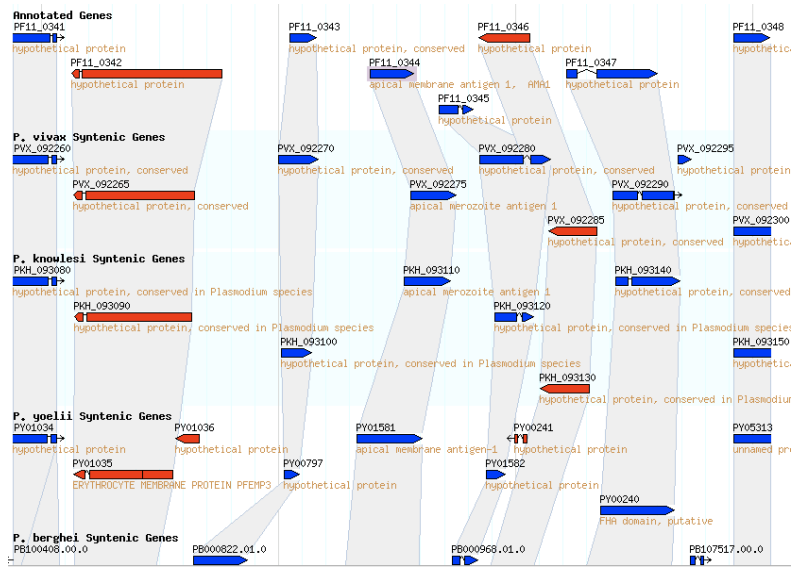 Annotated Genes
PF11_0341 PF11_0343 PF11_0346 PF11_0348
hypothetical protein hypothetical protein, conserved hypothetical protein hypothetical p
PF11_0342 PF11_0344 PF11_0347
hypothetical protein apical membrane antigen 1, AMA1 hypothetical protein
PF11_0345
hypothetical protein
P. vivax Syntenic Genes
PVX_092260 PVX_092270 PVX_092280 PVX_092295
hypothetical protein, conserved hypothetical protein, conserved hypothetical protein, conserved hypothetical
PVX_092265 PVX_092275 PVX_092290
hypothetical protein, conserved apical merozoite antigen 1 hypothetical protein, conserved
PVX_092285 PVX_092300
hypothetical protein, conserved hypothetical p
P. knowlesi Syntenic Genes
PKH_093080 PKH_093110 PKH_093140
hypothetical protein, conserved in Plasmodium species apical merozoite antigen 1 hypothetical protein, conserved
PKH_093090 PKH_093120
hypothetical protein, conserved in Plasmodium species hypothetical protein, conserved in Plasmodium species
PKH_093100 PKH_093150
hypothetical protein, conserved in Plasmodium species hypothetical p
PKH_093130
hypothetical protein, conserved in Plasmodium
P. yoelii Syntenic Genes
PY01034 PY01036 PY01581 PY00241 PY05313
hypothetical protein hypothetical protein apical membrane antigen-1 hypothetical protein unnamed pr
PY01035 PY00797 PY01582
ERYTHROCYTE MEMBRANE PROTEIN PFEMP3 hypothetical protein hypothetical protein
PY00240
FHA domain, putative
P. berghei Syntenic Genes
PB100408.00.0 PB000822.01.0 PB000968.01.0 PB107517.00.0